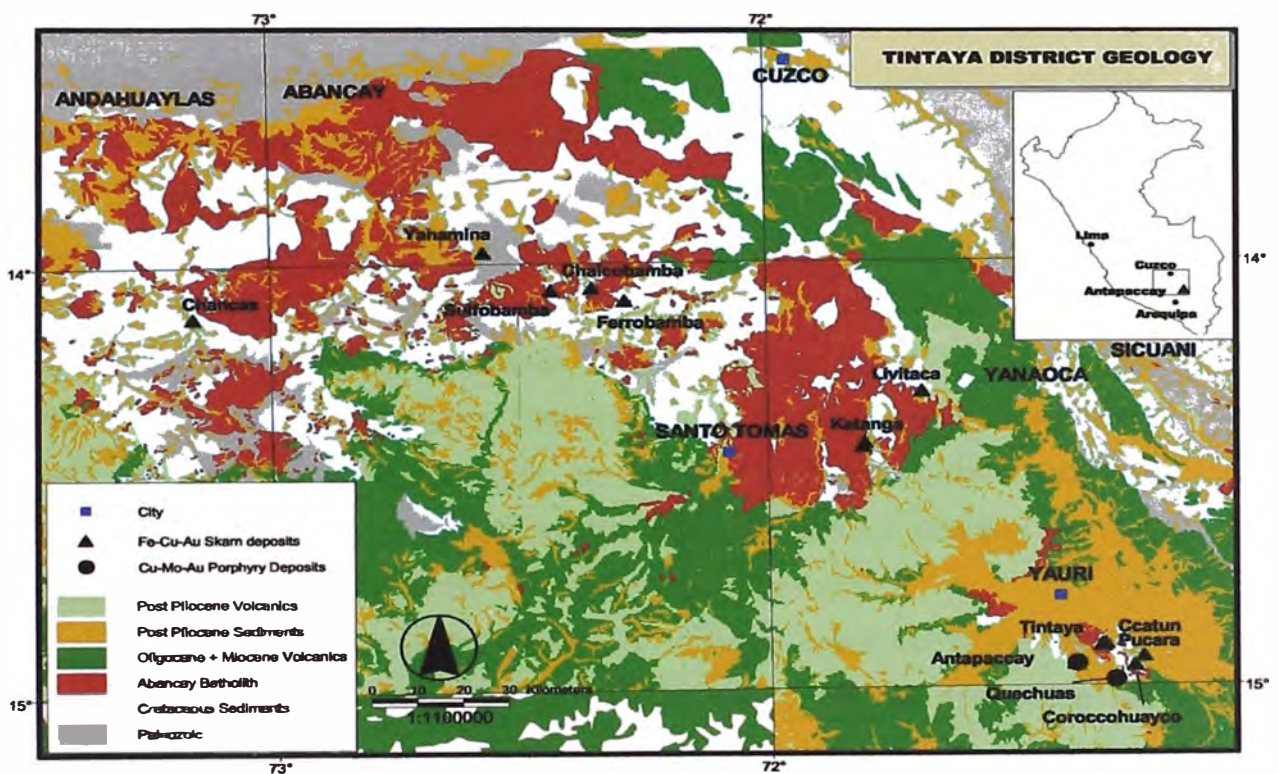 73°
72°
TINTAYA DISTRICT GEOLOGY
CUZCO
ANDAHUAYLAS
ABANCAY
Lima
Cuzco
Antapaccay
Arequipa
Yahamina
14°
14°
Chalcobamba
Chancas
Sulfobamba
Ferrobamba
SICUANI
Livitaca
YANAOCA
SANTO TOMAS
Katanga
City
Fe-Cu-Au Skarn deposits
Cu-Mo-Au Porphyry Deposits
Post Pliocene Volcanics
Post Pliocene Sediments
Oligocene + Miocene Volcanics
Abancay Batholith
Cretaceous Sediments
Paleozoic
YAURI
Tintaya
Ccatun
Pucara
Antapaccay
Quechuas
Coroccohuayco
0 10 20 30 Kilometers
1:1100000
15°
15°
73°
72°